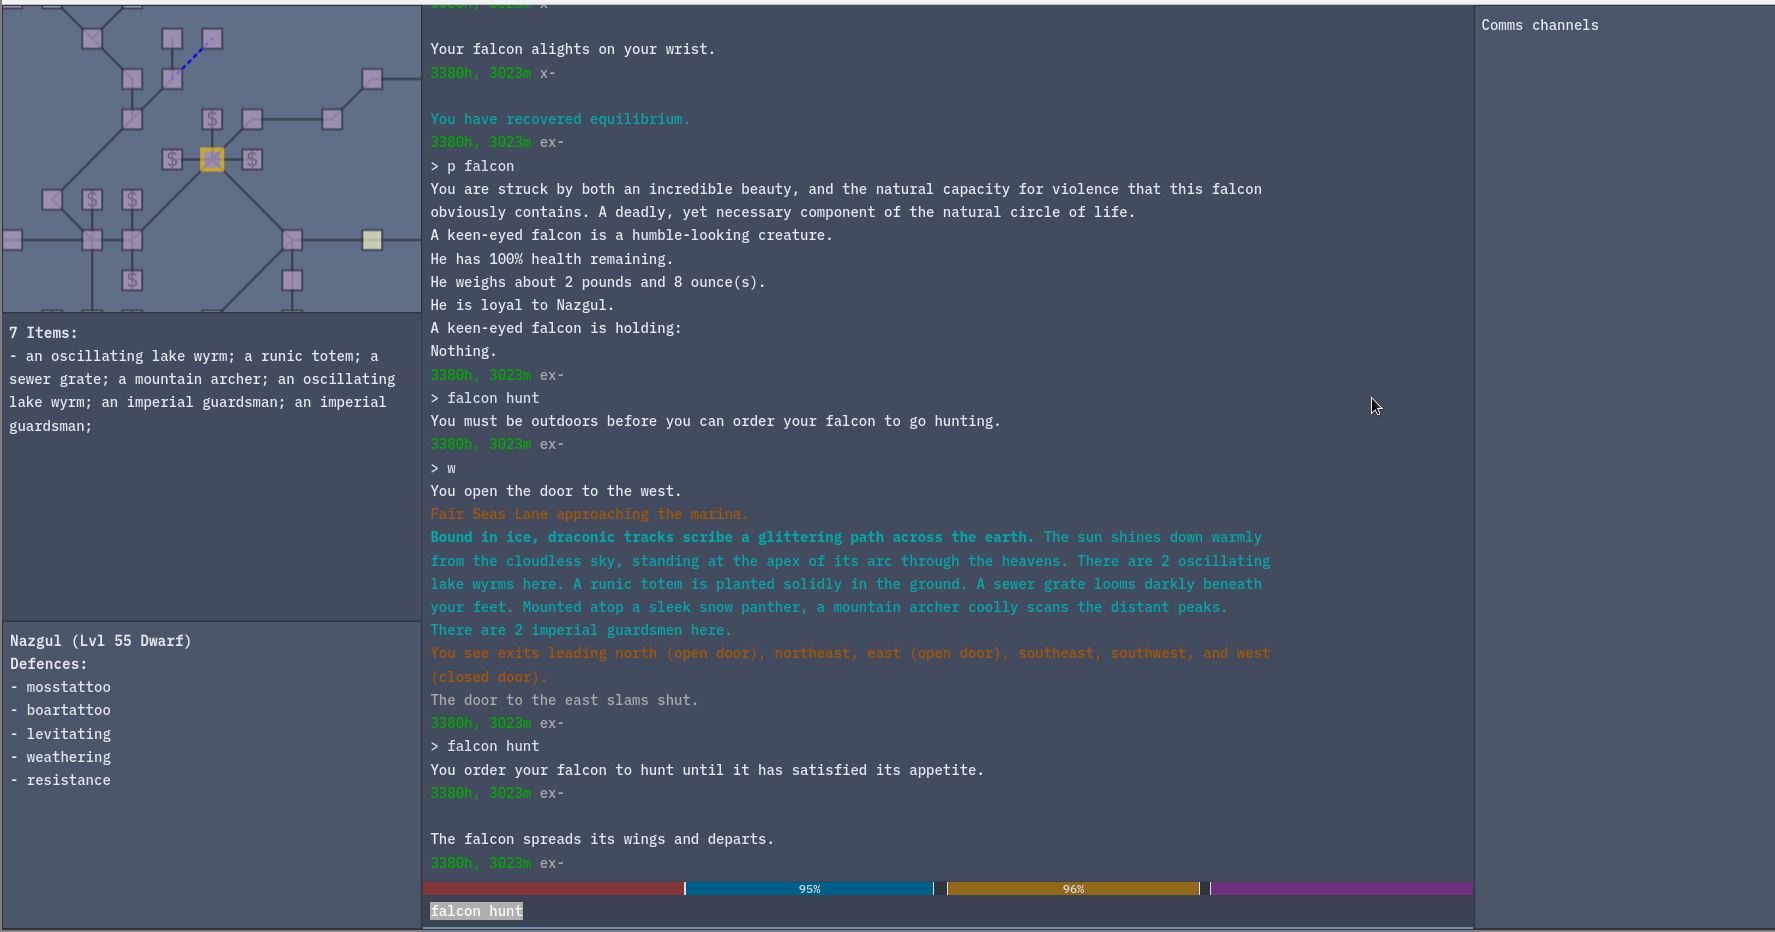 $
$ $
$ $
$
7 Items:
- an oscillating lake wyrm; a runic totem; a
sewer grate; a mountain archer; an oscillating
lake wyrm; an imperial guardsman; an imperial
guardsman;
Nazgul (Lvl 55 Dwarf)
Defences:
- mosstattoo
- boartattoo
- levitating
- weathering
- resistance
Your falcon alights on your wrist.
3380h, 3023m x-
You have recovered equilibrium.
3380h, 3023m ex-
> p falcon
You are struck by both an incredible beauty, and the natural capacity for violence that this falcon
obviously contains. A deadly, yet necessary component of the natural circle of life.
A keen-eyed falcon is a humble-looking creature.
He has 100% health remaining.
He weighs about 2 pounds and 8 ounce(s).
He is loyal to Nazgul.
A keen-eyed falcon is holding:
Nothing.
3380h, 3023m ex-
> falcon hunt
You must be outdoors before you can order your falcon to go hunting.
3380h, 3023m ex-
> w
You open the door to the west.
Fair Seas Lane approaching the marina.
Bound in ice, draconic tracks scribe a glittering path across the earth. The sun shines down warmly
from the cloudless sky, standing at the apex of its arc through the heavens. There are 2 oscillating
lake wyrms here. A runic totem is planted solidly in the ground. A sewer grate looms darkly beneath
your feet. Mounted atop a sleek snow panther, a mountain archer coolly scans the distant peaks.
There are 2 imperial guardsmen here.
You see exits leading north (open door), northeast, east (open door), southeast, southwest, and west
(closed door).
The door to the east slams shut.
3380h, 3023m ex-
> falcon hunt
You order your falcon to hunt until it has satisfied its appetite.
3380h, 3023m ex-
The falcon spreads its wings and departs.
3380h, 3023m ex-
95% 96%
falcon hunt
Comms channels